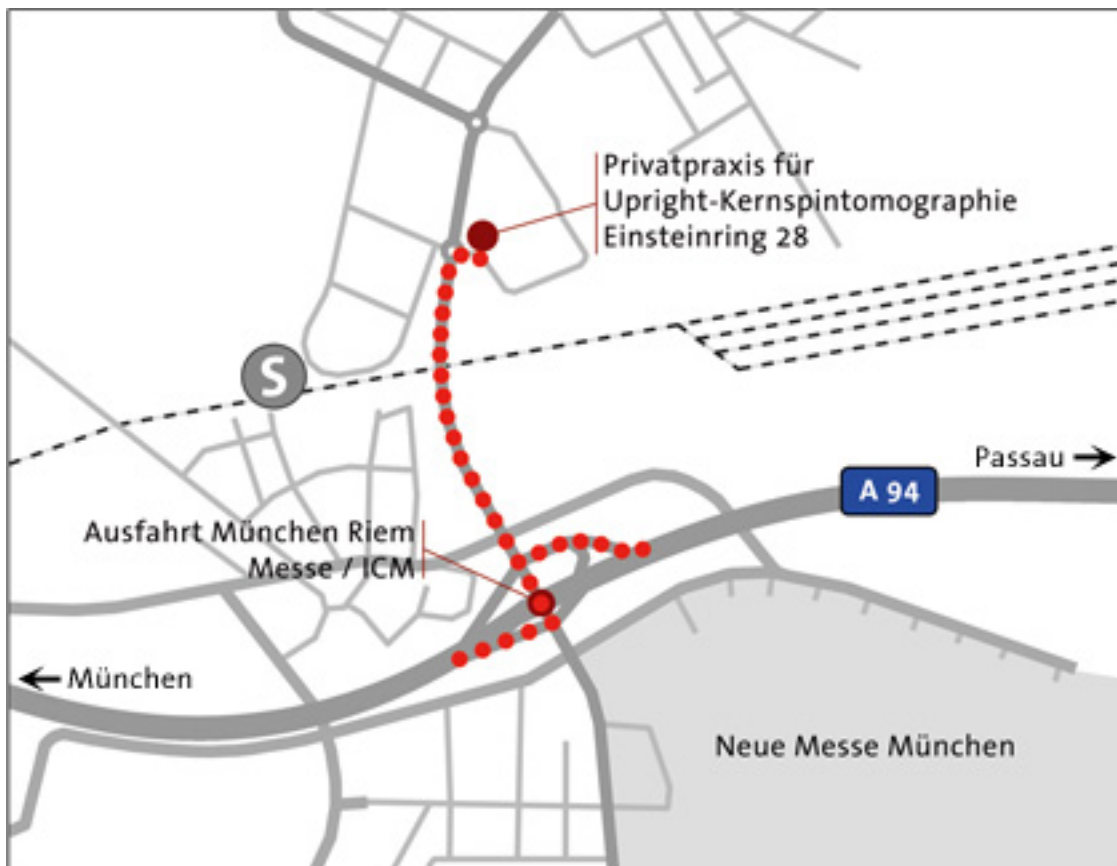 Privatpraxis für
Upright-Kernspintomographie
Einsteinring 28
S
Passau
A 94
Ausfahrt München Riem
Messe / ICM
München
Neue Messe München